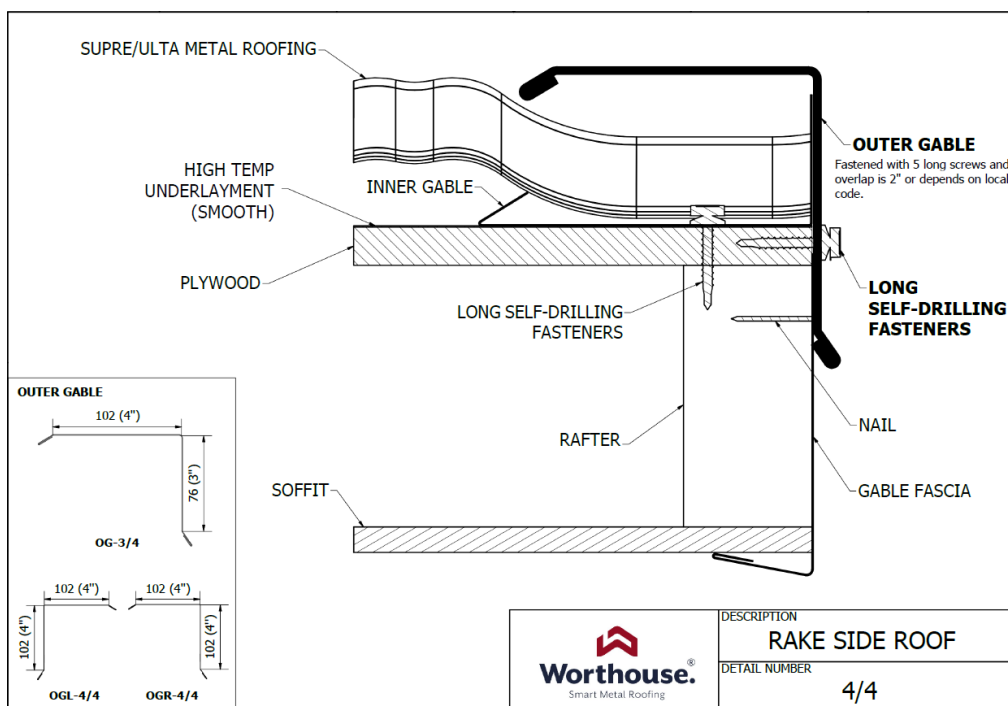 SUPRE/ULTA METAL ROOFING
HIGH TEMP
UNDERLAYMENT
(SMOOTH)
INNER GABLE
PLYWOOD
OUTER GABLE
Fastened with 5 long screws and
overlap is 2" or depends on local
code.
LONG SELF-DRILLING
FASTENERS
LONG
SELF-DRILLING
FASTENERS
RAFTER
NAIL
SOFFIT
GABLE FASCIA
OUTER GABLE
102 (4")
76 (3")
OG-3/4
102 (4")
102 (4")
102 (4")
102 (4")
OGL-4/4
OGR-4/4
Worthouse.®
Smart Metal Roofing
DESCRIPTION
RAKE SIDE ROOF
DETAIL NUMBER
4/4